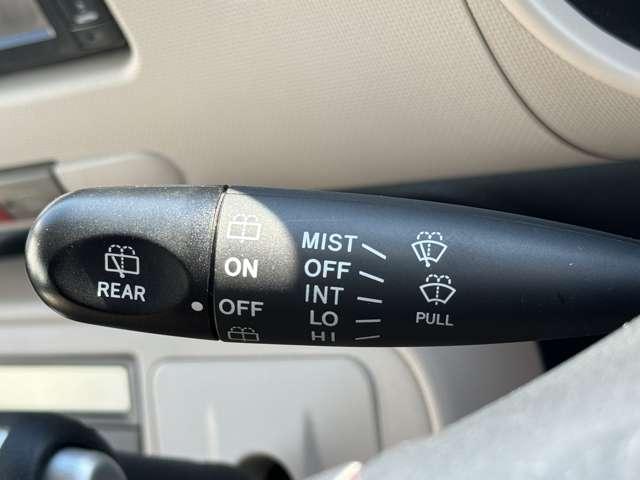 REAR
ON
OFF
MIST
OFF
INT
LO
HI
PULL